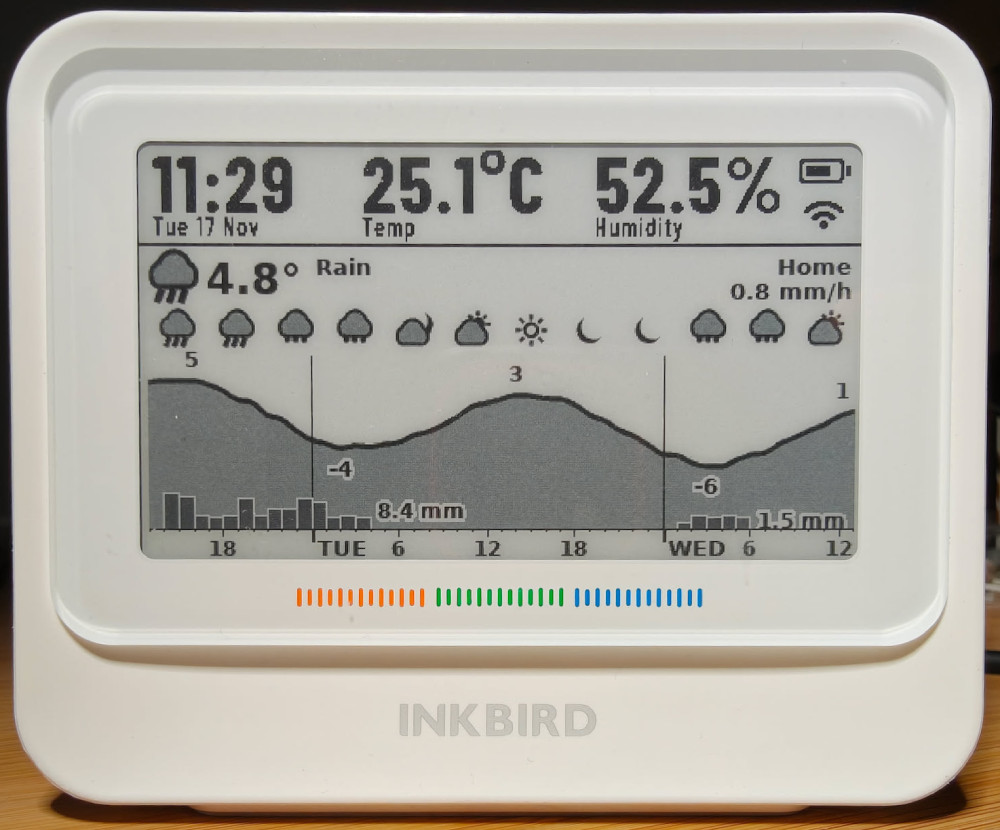 11:29 25.1°C 52.5%
Tue 17 Nov Temp Humidity
4.8° Rain Home
0.8 mm/h
5
3
1
-4
-6
8.4 mm 1.5 mm
18 TUE 6 12 18 WED 6 12
INKBIRD